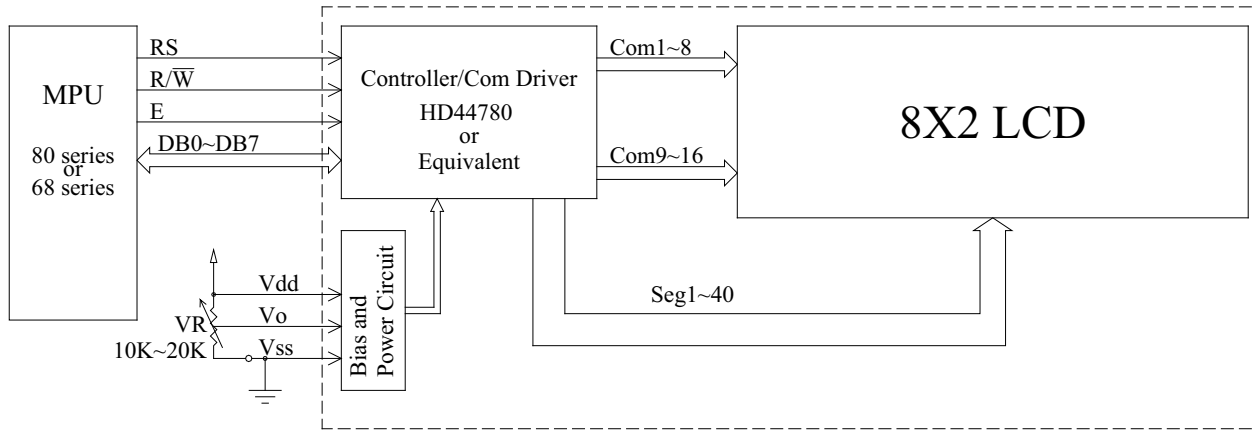 MPU
80 series
or
68 series
RS
R/W̅
E
DB0~DB7
Controller/Com Driver
HD44780
or
Equivalent
Com1~8
Com9~16
8X2 LCD
Seg1~40
Vdd
Vo
Vss
VR
10K~20K
Bias and
Power Circuit